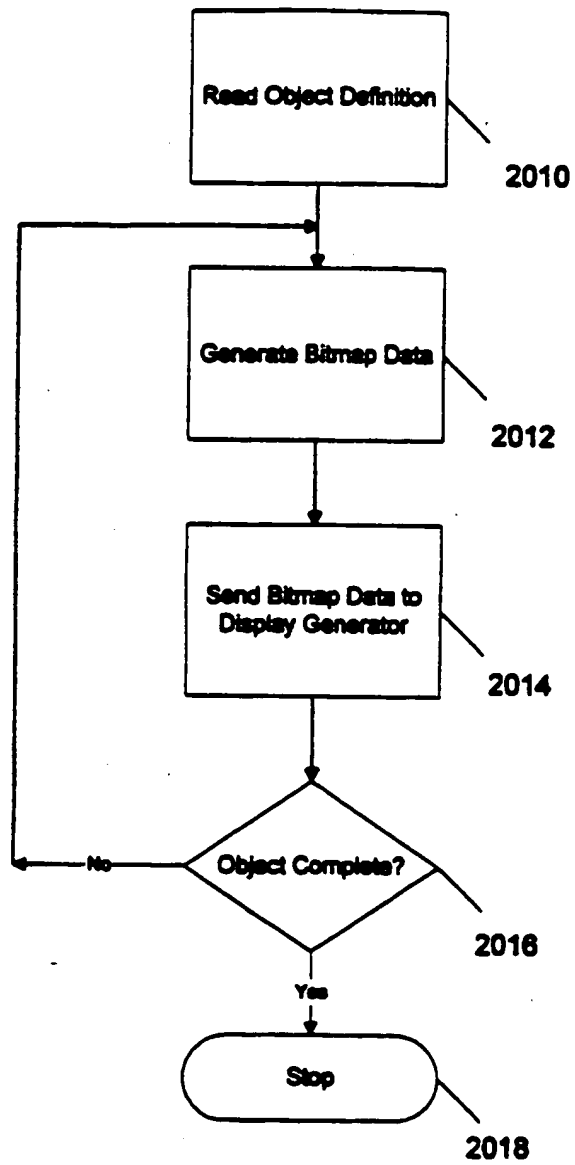 Read Object Definition
2010
Generate Bitmap Data
2012
Send Bitmap Data to
Display Generator
2014
No
Object Complete?
2016
Yes
Stop
2018